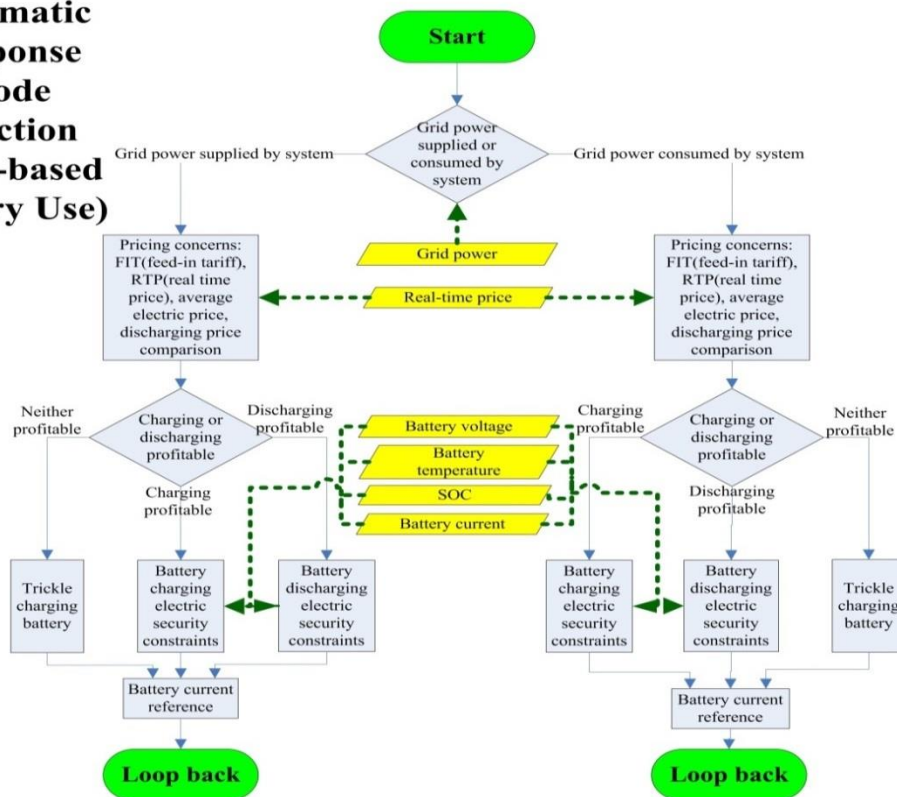 matic
ponse
ode
ction
-based
ry Use)
Start
Grid power
supplied or
consumed by
system
Grid power supplied by system
Grid power consumed by system
Grid power
Real-time price
Pricing concerns:
FIT(feed-in tariff),
RTP(real time
price), average
electric price,
discharging price
comparison
Pricing concerns:
FIT(feed-in tariff),
RTP(real time
price), average
electric price,
discharging price
comparison
Neither
profitable
Charging or
discharging
profitable
Discharging
profitable
Charging
profitable
Battery voltage
Battery
temperature
SOC
Battery current
Charging
profitable
Charging or
discharging
profitable
Neither
profitable
Discharging
profitable
Trickle
charging
battery
Battery
charging
electric
security
constraints
Battery
discharging
electric
security
constraints
Battery
charging
electric
security
constraints
Battery
discharging
electric
security
constraints
Trickle
charging
battery
Battery current
reference
Battery current
reference
Loop back
Loop back